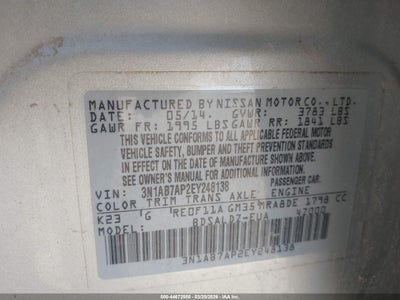 MANUFACTURED BY NISSAN MOTOR CO., LTD.
DATE: 05/14. GVWR: 3783 LBS
GAWR FR: 1995 LBS GAWR RR: 1841 LBS
THIS VEHICLE CONFORMS TO ALL APPLICABLE FEDERAL MOTOR
VEHICLE SAFETY, BUMPER, AND THEFT PREVENTION STANDARDS
IN EFFECT ON THE DATE OF MANUFACTURE SHOWN ABOVE.
SEE OWNER'S MANUAL FOR ADDITIONAL INFORMATION
PASSENGER CAR.
VIN: 3N1AB7AP2EY248138
COLOR TRIM TRANS AXLE ENGINE
K23 G RE0F11A GM35 MRA8DE 1798 CC
MODEL: BDSALDZ-EUA 47000
3N1AB7AP2EY248138